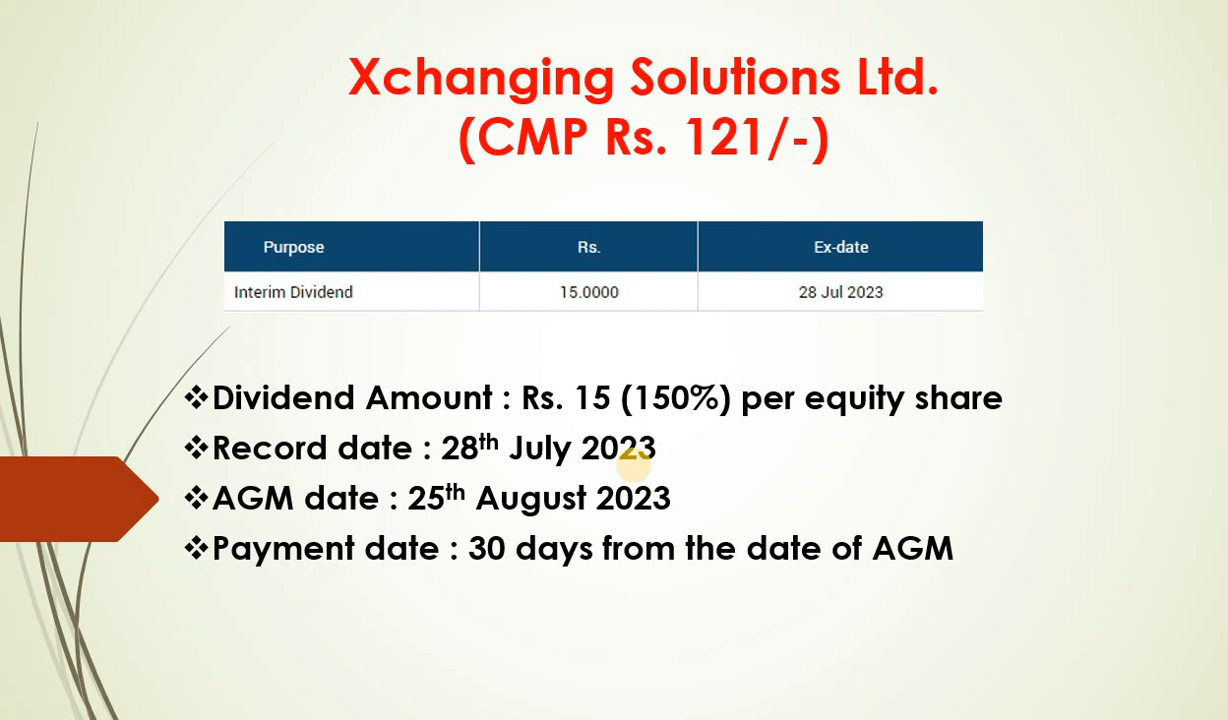 Xchanging Solutions Ltd.
(CMP Rs. 121/-)
Purpose Rs. Ex-date
Interim Dividend 15.0000 28 Jul 2023
❖Dividend Amount : Rs. 15 (150%) per equity share
❖Record date : 28th July 2023
❖AGM date : 25th August 2023
❖Payment date : 30 days from the date of AGM